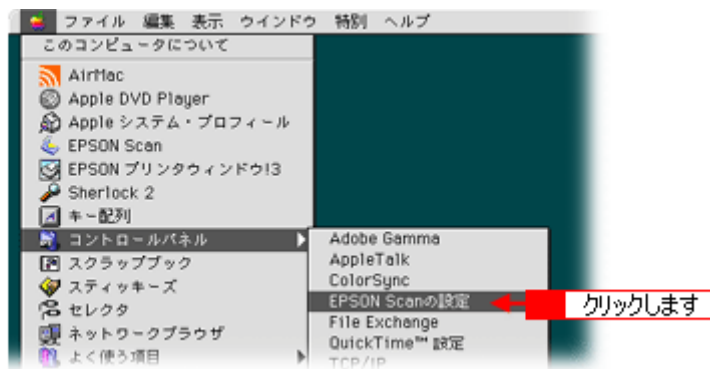 ファイル 編集 表示 ウインドウ 特別 ヘルプ
このコンピュータについて
AirMac
Apple DVD Player
Apple システム・プロフィール
EPSON Scan
EPSON プリンタウィンドウ!3
Sherlock 2
キー配列
コントロールパネル
スクラップブック
スティッキーズ
セレクタ
ネットワークブラウザ
よく使う項目
Adobe Gamma
AppleTalk
ColorSync
EPSON Scanの設定
File Exchange
QuickTime™ 設定
TCP/IP
クリックします